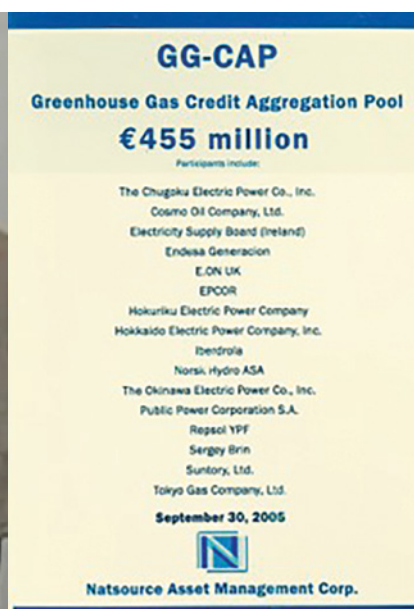 GG-CAP
Greenhouse Gas Credit Aggregation Pool
€455 million
Participants include:
The Chugoku Electric Power Co., Inc.
Cosmo Oil Company, Ltd.
Electricity Supply Board (Ireland)
Endesa Generacion
E.ON UK
EPCOR
Hokuriku Electric Power Company
Hokkaido Electric Power Company, Inc.
Iberdrola
Norsk Hydro ASA
The Okinawa Electric Power Co., Inc.
Public Power Corporation S.A.
Repsol YPF
Sergey Brin
Suntory, Ltd.
Tokyo Gas Company, Ltd.
September 30, 2005
N
Natsource Asset Management Corp.